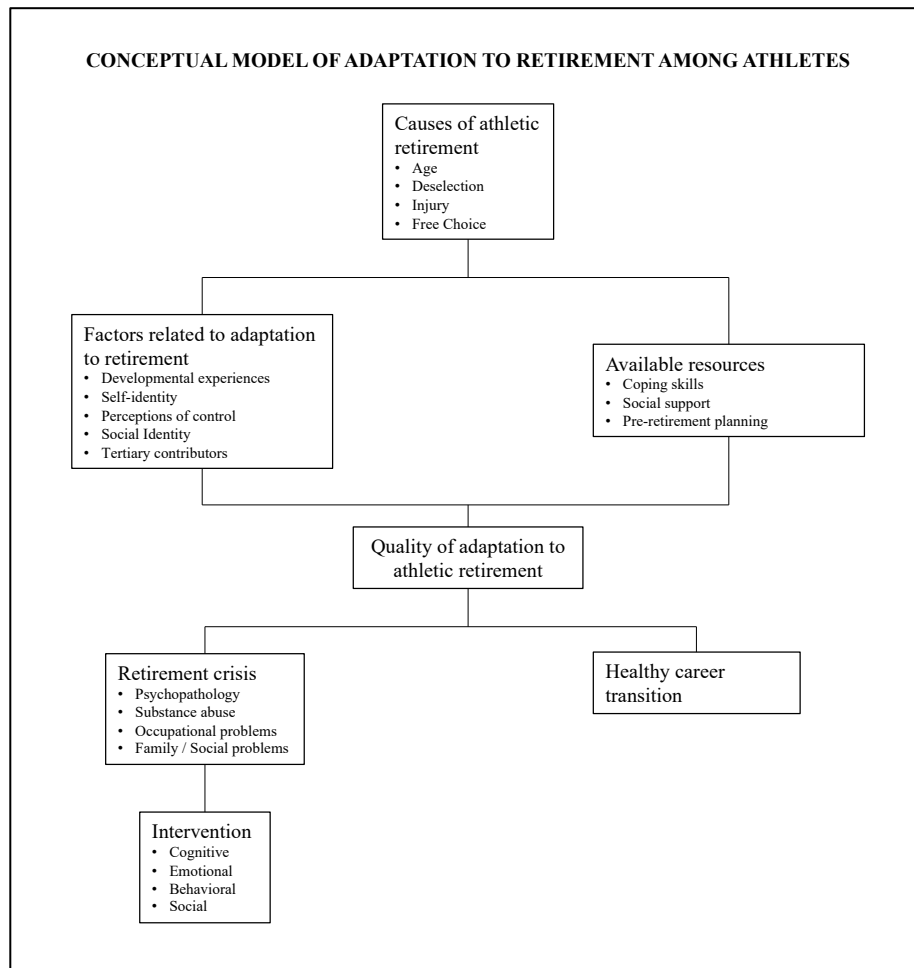 CONCEPTUAL MODEL OF ADAPTATION TO RETIREMENT AMONG ATHLETES
Causes of athletic
retirement
• Age
• Deselection
• Injury
• Free Choice
Factors related to adaptation
to retirement
• Developmental experiences
• Self-identity
• Perceptions of control
• Social Identity
• Tertiary contributors
Available resources
• Coping skills
• Social support
• Pre-retirement planning
Quality of adaptation to
athletic retirement
Retirement crisis
• Psychopathology
• Substance abuse
• Occupational problems
• Family / Social problems
Healthy career
transition
Intervention
• Cognitive
• Emotional
• Behavioral
• Social